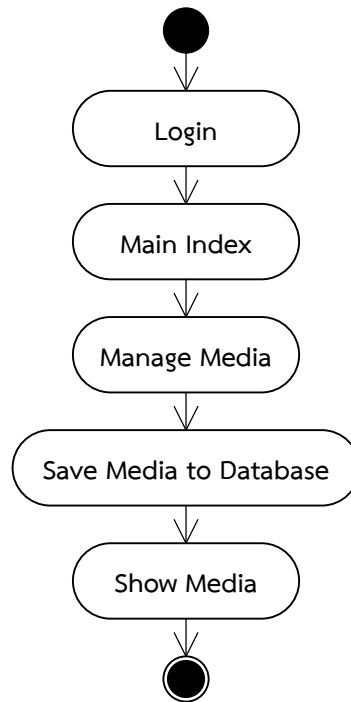 Login
Main Index
Manage Media
Save Media to Database
Show Media